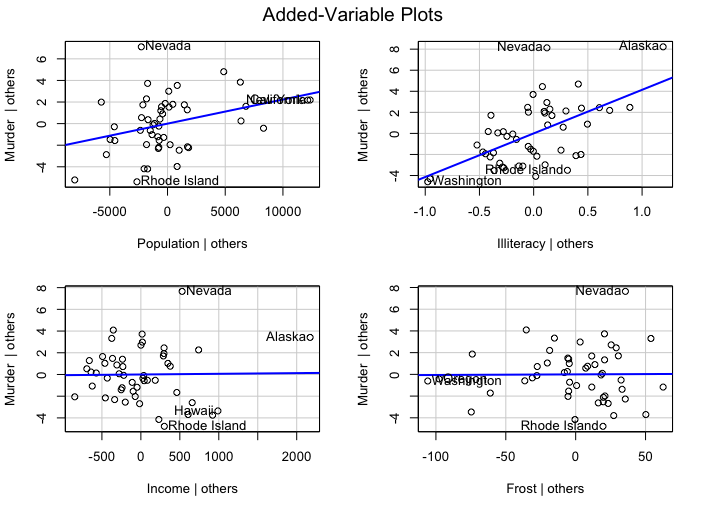 Added-Variable Plots
Murder | others
6
4
2
0
-4
Nevada
Rhode Island
-5000 0 5000 10000
Population | others
Murder | others
8
6
4
2
0
-4
Nevada
Alaska
Rhode Island
Washington
-1.0 -0.5 0.0 0.5 1.0
Illiteracy | others
Murder | others
8
6
4
2
0
-4
Nevada
Alaska
Hawaii
Rhode Island
-500 0 500 1000 2000
Income | others
Murder | others
8
6
4
2
0
-4
Nevada
Washington
Rhode Island
-100 -50 0 50
Frost | others